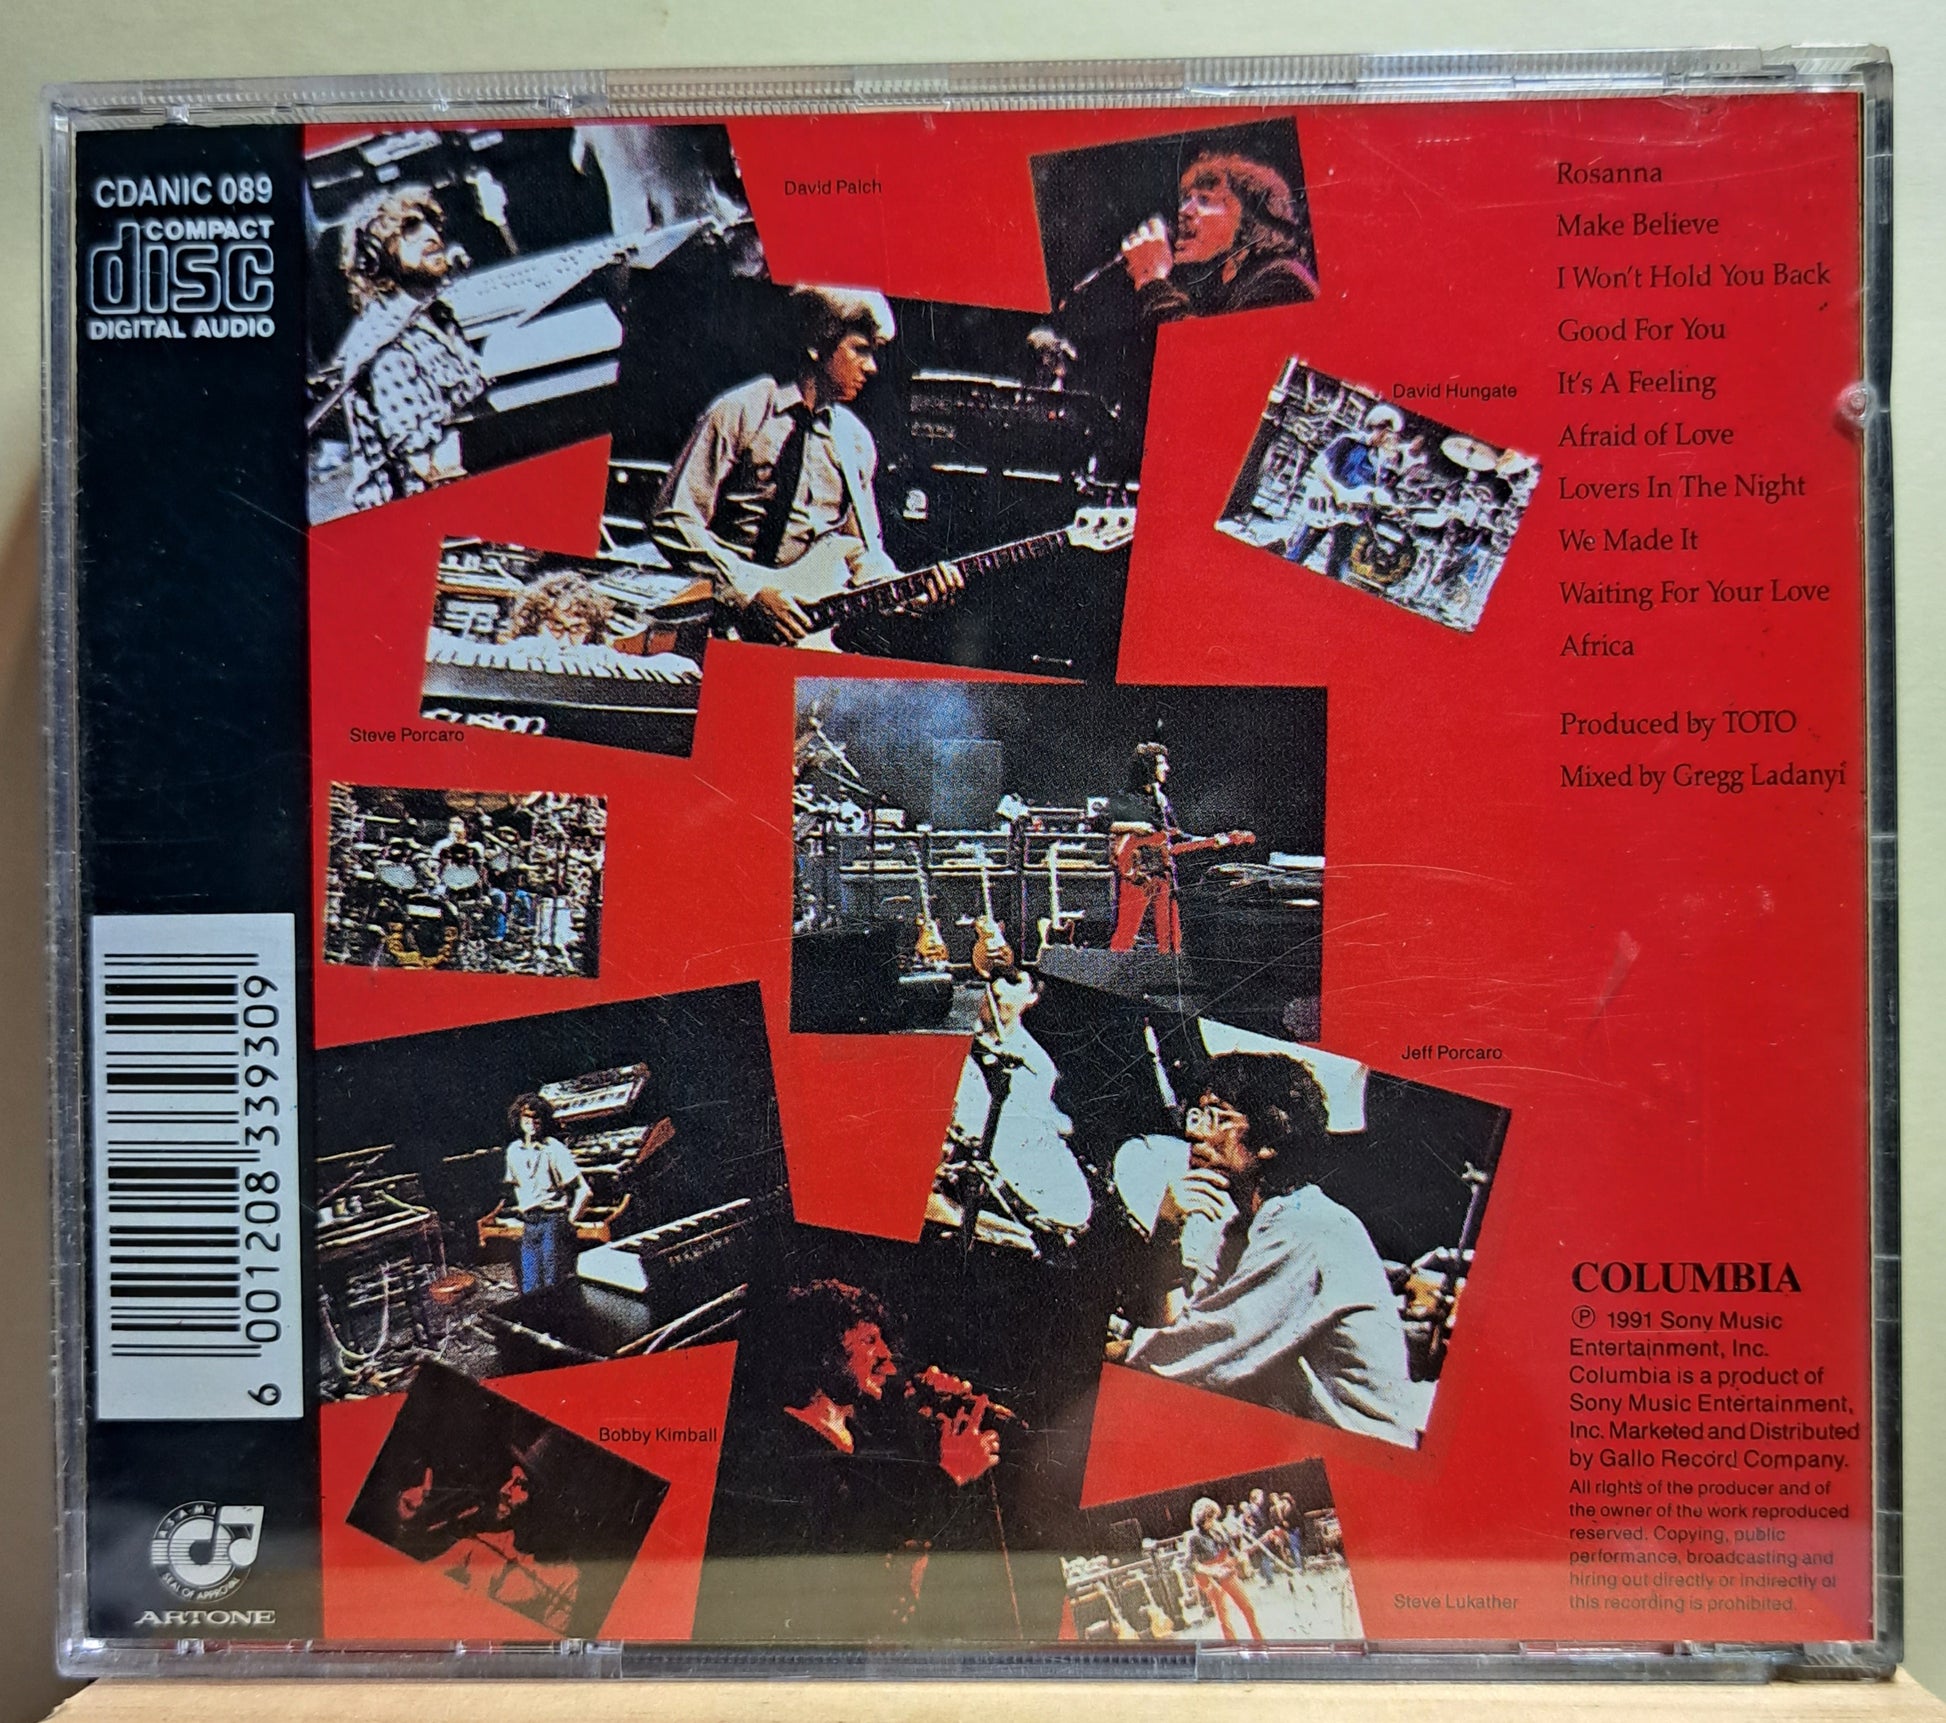 CDANIC 089
COMPACT
disc
DIGITAL AUDIO
6 001208 339309
A.S.A.M.I.
SEAL OF APPROVAL
ARTONE
David Paich
David Hungate
Steve Porcaro
Jeff Porcaro
Bobby Kimball
Steve Lukather
Rosanna
Make Believe
I Won't Hold You Back
Good For You
It's A Feeling
Afraid of Love
Lovers In The Night
We Made It
Waiting For Your Love
Africa
Produced by TOTO
Mixed by Gregg Ladanyi
COLUMBIA
℗ 1991 Sony Music
Entertainment, Inc.
Columbia is a product of
Sony Music Entertainment,
Inc. Marketed and Distributed
by Gallo Record Company.
All rights of the producer and of
the owner of the work reproduced
reserved. Copying, public
performance, broadcasting and
hiring out directly or indirectly of
this recording is prohibited.